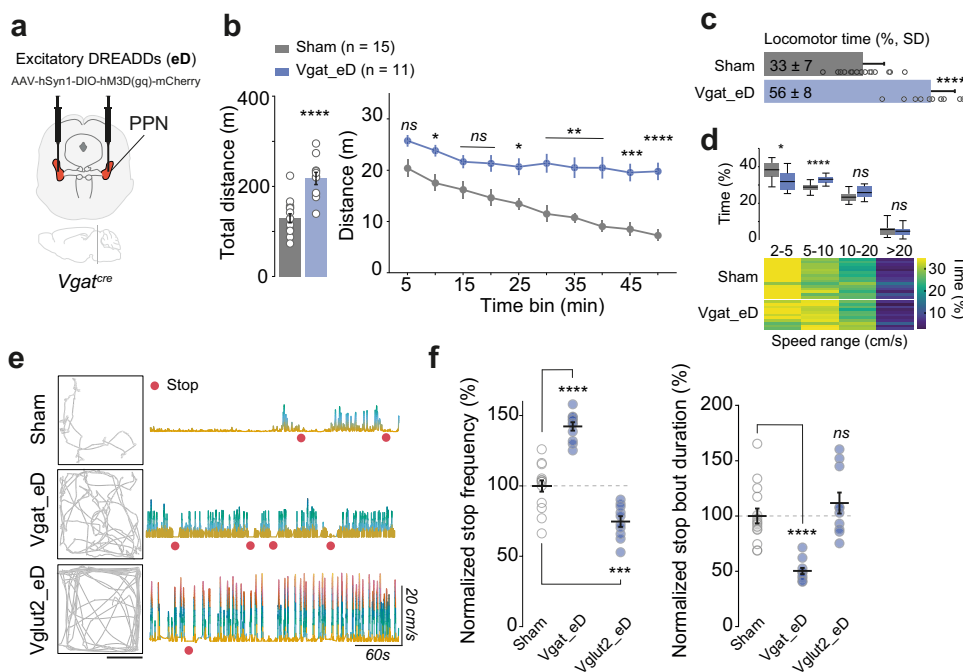 a
Excitatory DREADDs (eD)
AAV-hSyn1-DIO-hM3D(gq)-mCherry
PPN
Vgatcre
b
Sham (n = 15)
Vgat_eD (n = 11)
Total distance (m)
400
300
200
100
0
****
Distance (m)
30
20
10
0
ns
*
ns
*
**
***
****
5
15
25
35
45
Time bin (min)
c
Locomotor time (%, SD)
Sham
33 ± 7
Vgat_eD
56 ± 8
****
d
Time (%)
40
20
0
*
****
ns
ns
2-5
5-10
10-20
>20
Sham
Vgat_eD
30
20
10
Time (%)
Speed range (cm/s)
e
Stop
Sham
Vgat_eD
Vglut2_eD
20 cm/s
60s
f
Normalized stop frequency (%)
150
100
50
0
****
***
Sham
Vgat_eD
Vglut2_eD
Normalized stop bout duration (%)
200
150
100
50
0
****
ns
Sham
Vgat_eD
Vglut2_eD